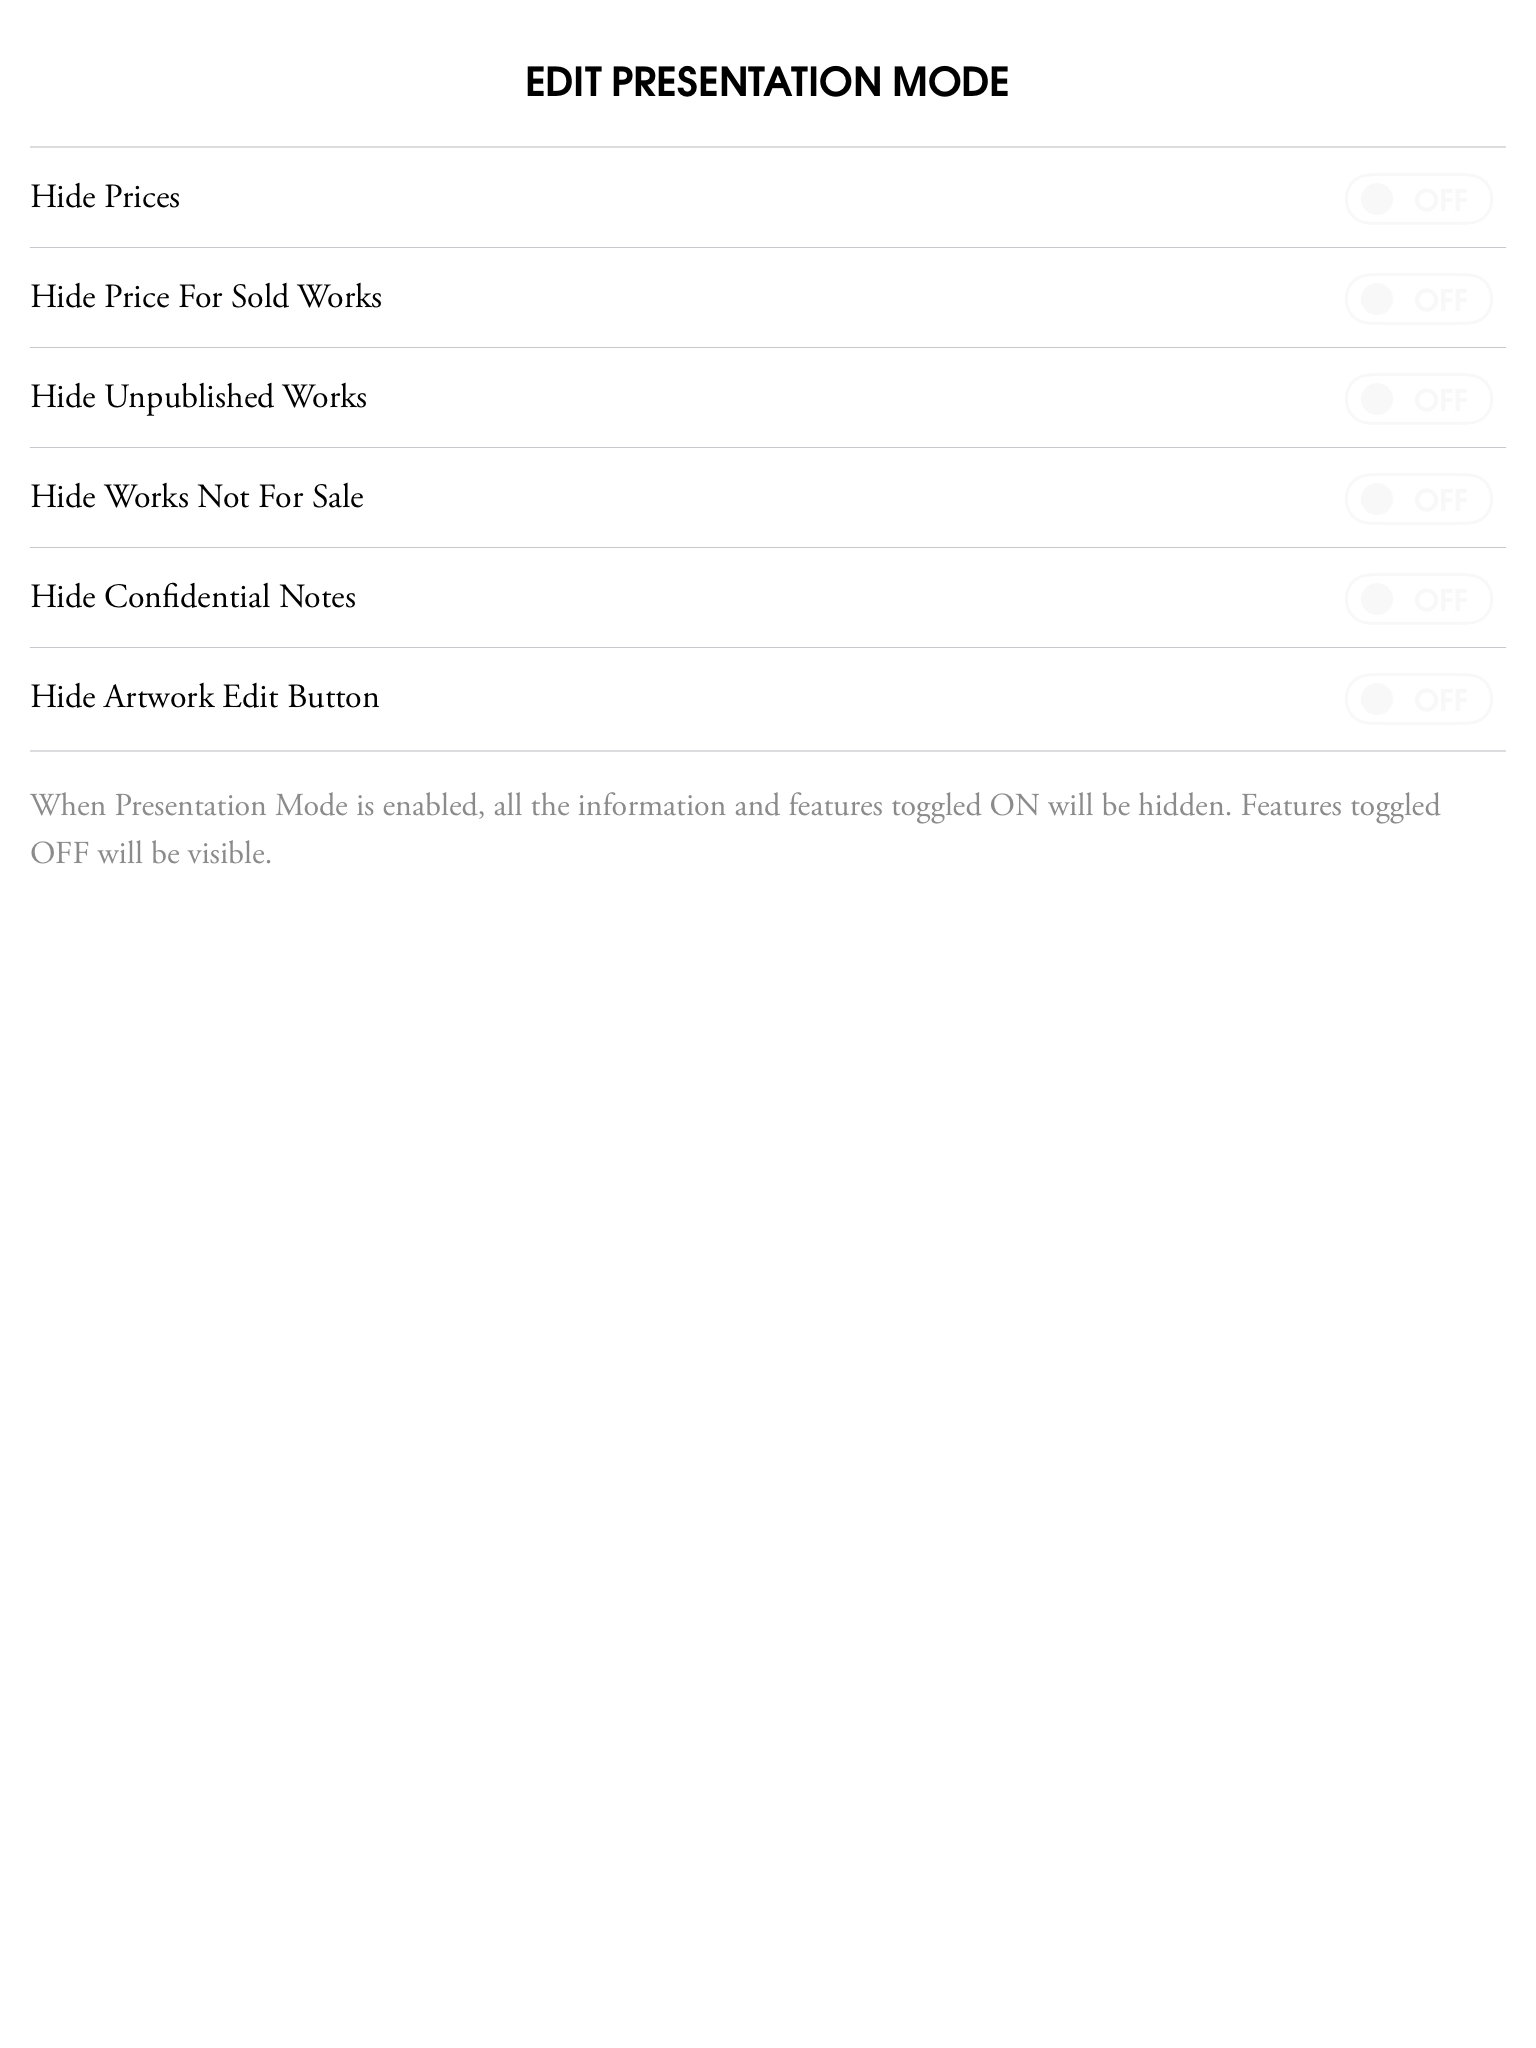 EDIT PRESENTATION MODE
Hide Prices OFF
Hide Price For Sold Works OFF
Hide Unpublished Works OFF
Hide Works Not For Sale OFF
Hide Confidential Notes OFF
Hide Artwork Edit Button OFF
When Presentation Mode is enabled, all the information and features toggled ON will be hidden. Features toggled
OFF will be visible.